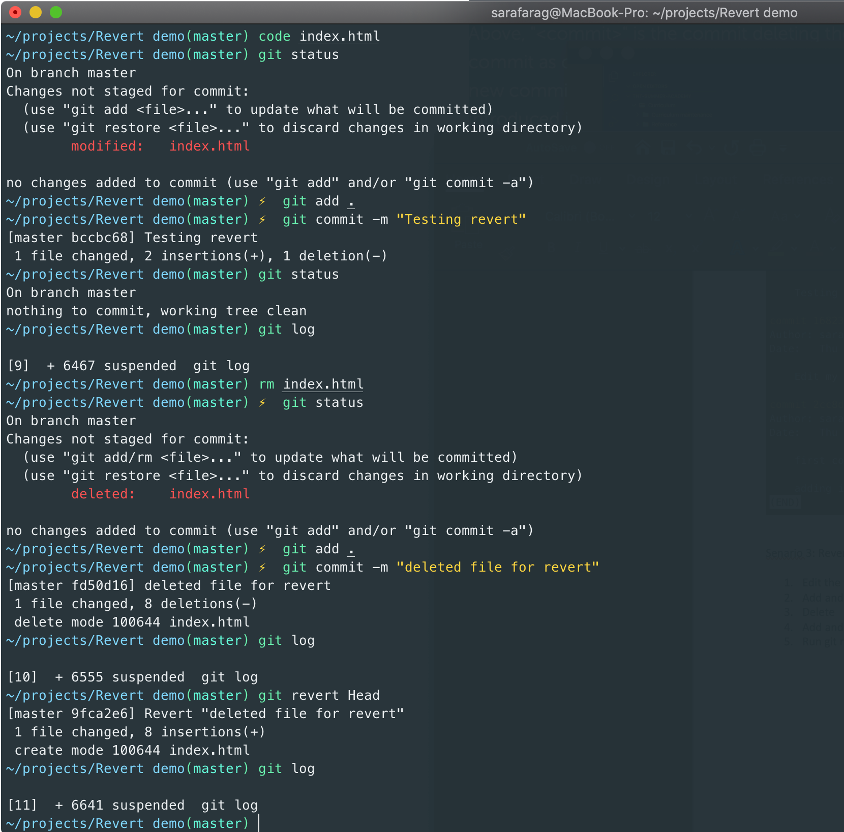 sarafarag@MacBook-Pro: ~/projects/Revert demo
~/projects/Revert demo(master) code index.html
~/projects/Revert demo(master) git status
On branch master
Changes not staged for commit:
  (use "git add <file>..." to update what will be committed)
  (use "git restore <file>..." to discard changes in working directory)
        modified:   index.html

no changes added to commit (use "git add" and/or "git commit -a")
~/projects/Revert demo(master) ⚡  git add .
~/projects/Revert demo(master) ⚡  git commit -m "Testing revert"
[master bccbc68] Testing revert
 1 file changed, 2 insertions(+), 1 deletion(-)
~/projects/Revert demo(master) git status
On branch master
nothing to commit, working tree clean
~/projects/Revert demo(master) git log

[9]  + 6467 suspended  git log
~/projects/Revert demo(master) rm index.html
~/projects/Revert demo(master) ⚡  git status
On branch master
Changes not staged for commit:
  (use "git add/rm <file>..." to update what will be committed)
  (use "git restore <file>..." to discard changes in working directory)
        deleted:    index.html

no changes added to commit (use "git add" and/or "git commit -a")
~/projects/Revert demo(master) ⚡  git add .
~/projects/Revert demo(master) ⚡  git commit -m "deleted file for revert"
[master fd50d16] deleted file for revert
 1 file changed, 8 deletions(-)
 delete mode 100644 index.html
~/projects/Revert demo(master) git log

[10]  + 6555 suspended  git log
~/projects/Revert demo(master) git revert Head
[master 9fca2e6] Revert "deleted file for revert"
 1 file changed, 8 insertions(+)
 create mode 100644 index.html
~/projects/Revert demo(master) git log

[11]  + 6641 suspended  git log
~/projects/Revert demo(master)